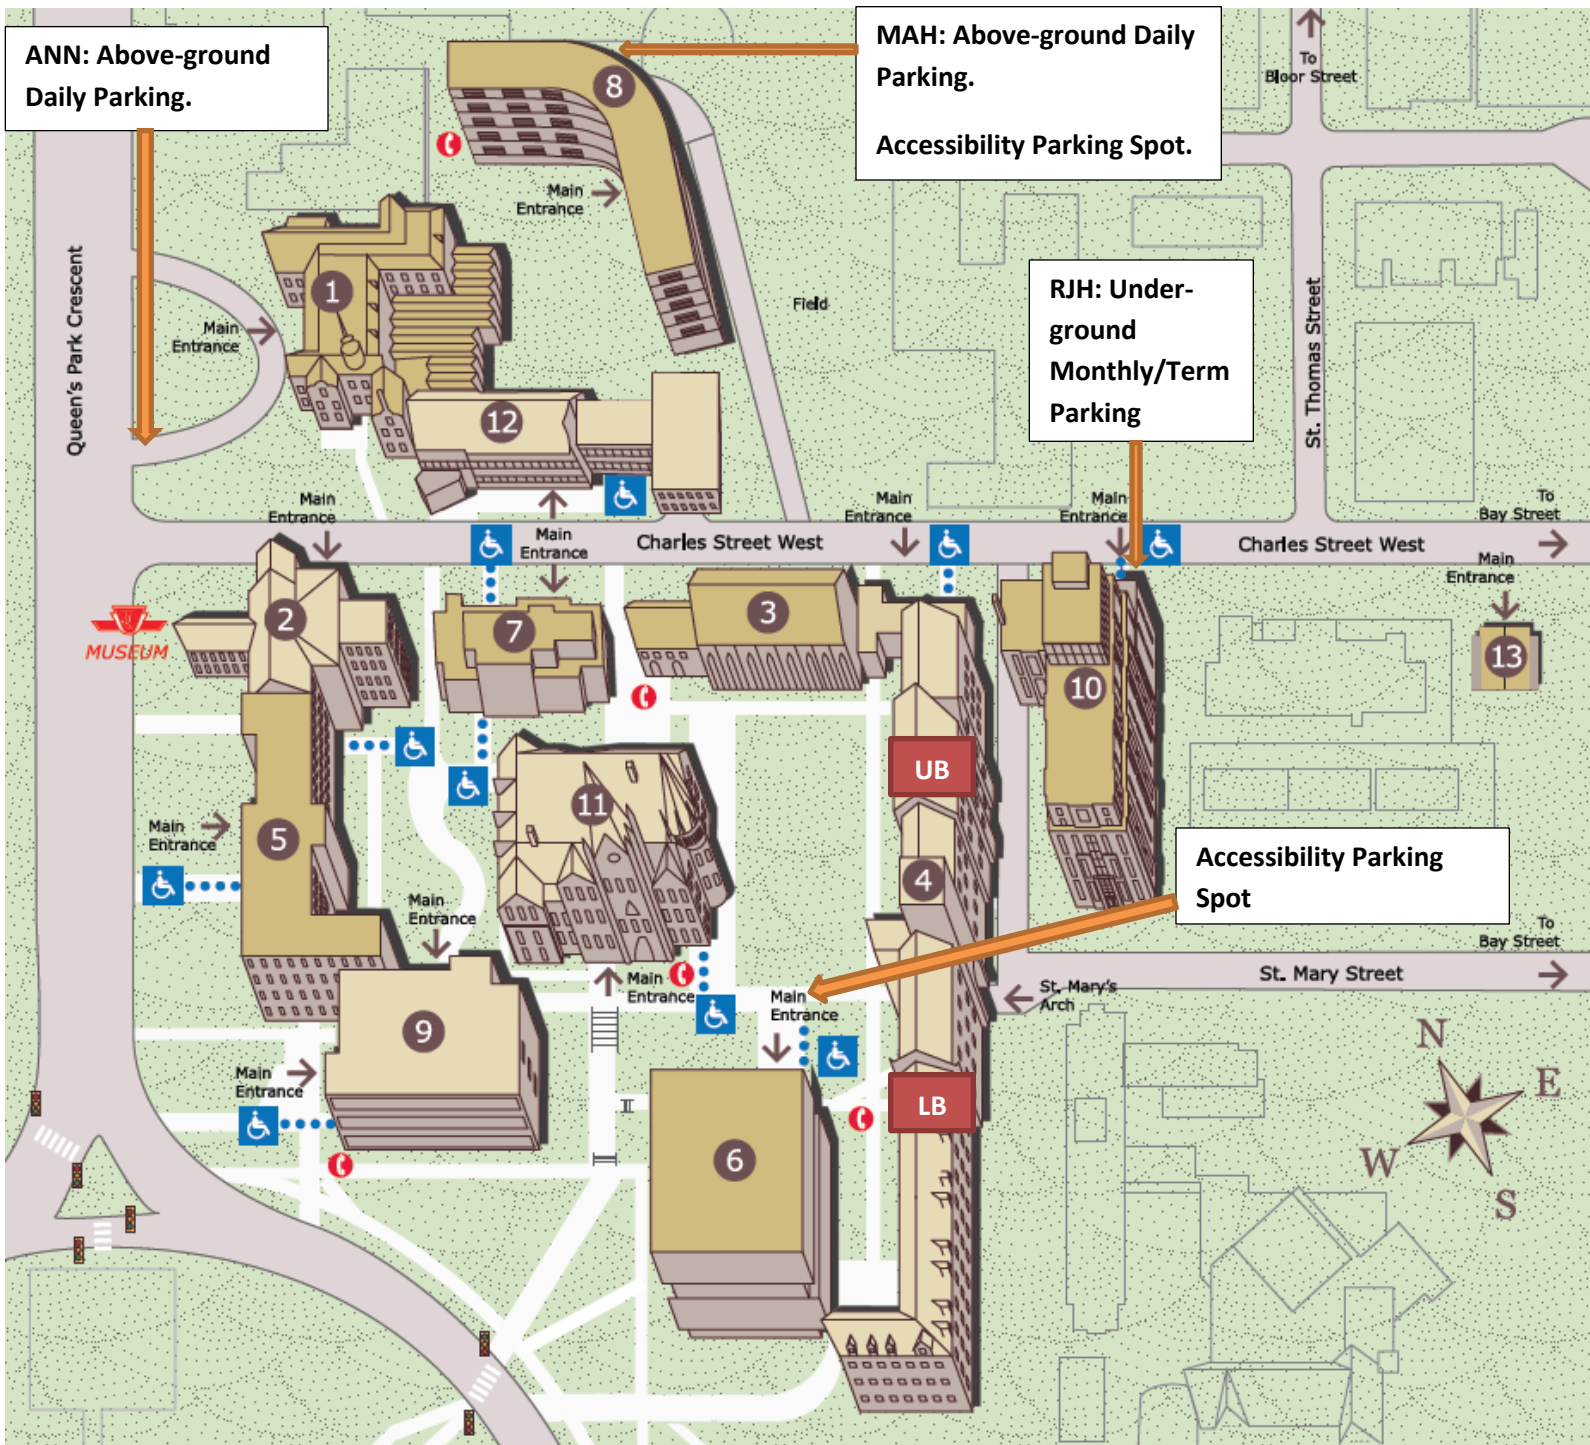 ANN: Above-ground
Daily Parking.
MAH: Above-ground Daily
Parking.
Accessibility Parking Spot.
To
Bloor Street
8
Main
Entrance
Queen's Park Crescent
1
Main
Entrance
Field
RJH: Under-
ground
Monthly/Term
Parking
St. Thomas Street
12
Main
Entrance
Main
Entrance
Main
Entrance
Main
Entrance
To
Bay Street
Charles Street West
Charles Street West
Main
Entrance
MUSEUM
2
7
3
10
13
UB
11
Main
Entrance
5
4
Accessibility Parking
Spot
Main
Entrance
To
Bay Street
St. Mary Street
Main
Entrance
Main
Entrance
St. Mary's
Arch
9
Main
Entrance
LB
6
N
E
W
S